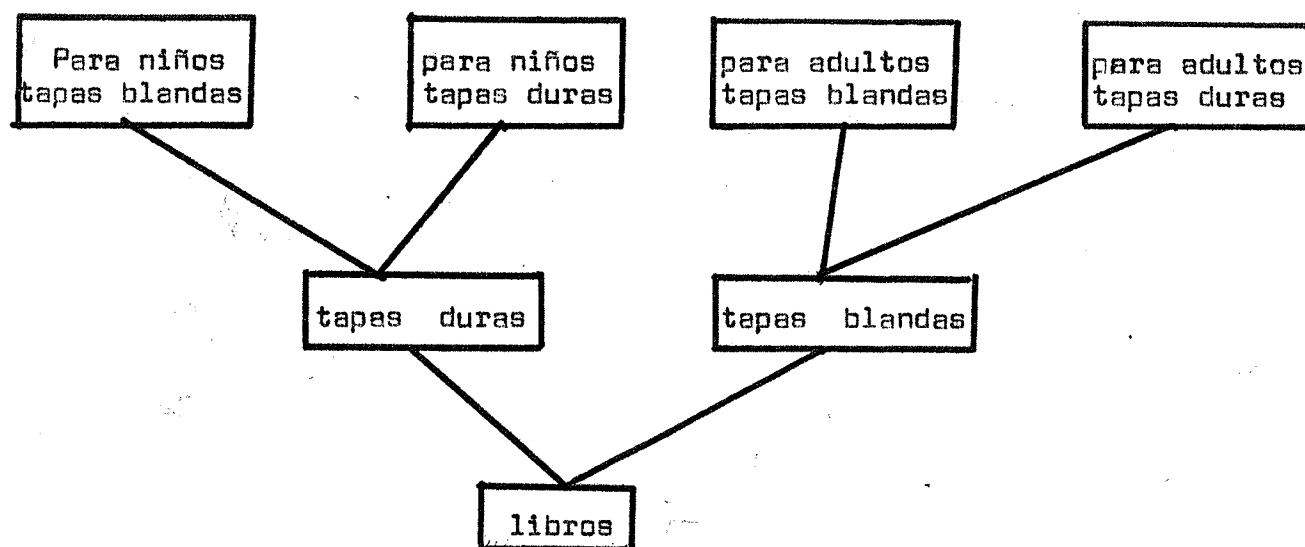 Para niños
tapas blandas
para niños
tapas duras
para adultos
tapas blandas
para adultos
tapas duras
tapas duras
tapas blandas
libros